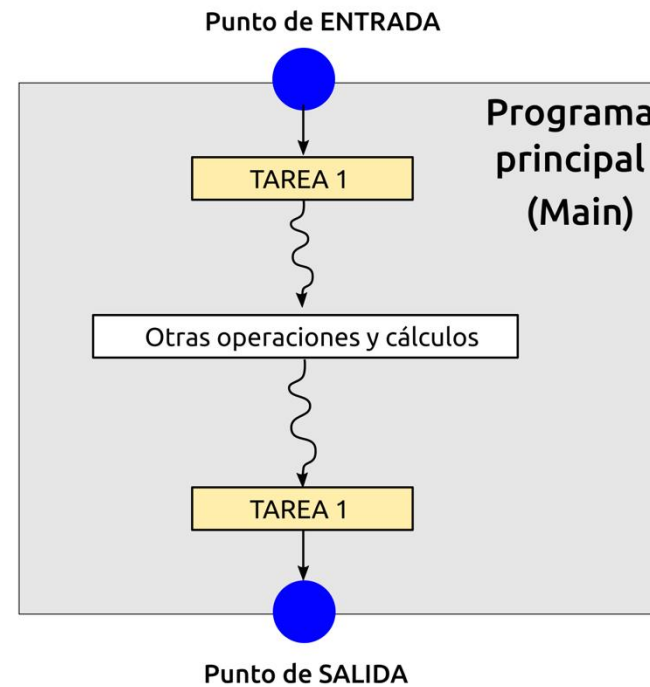 Punto de ENTRADA
Programa
principal
(Main)
TAREA 1
Otras operaciones y cálculos
TAREA 1
Punto de SALIDA